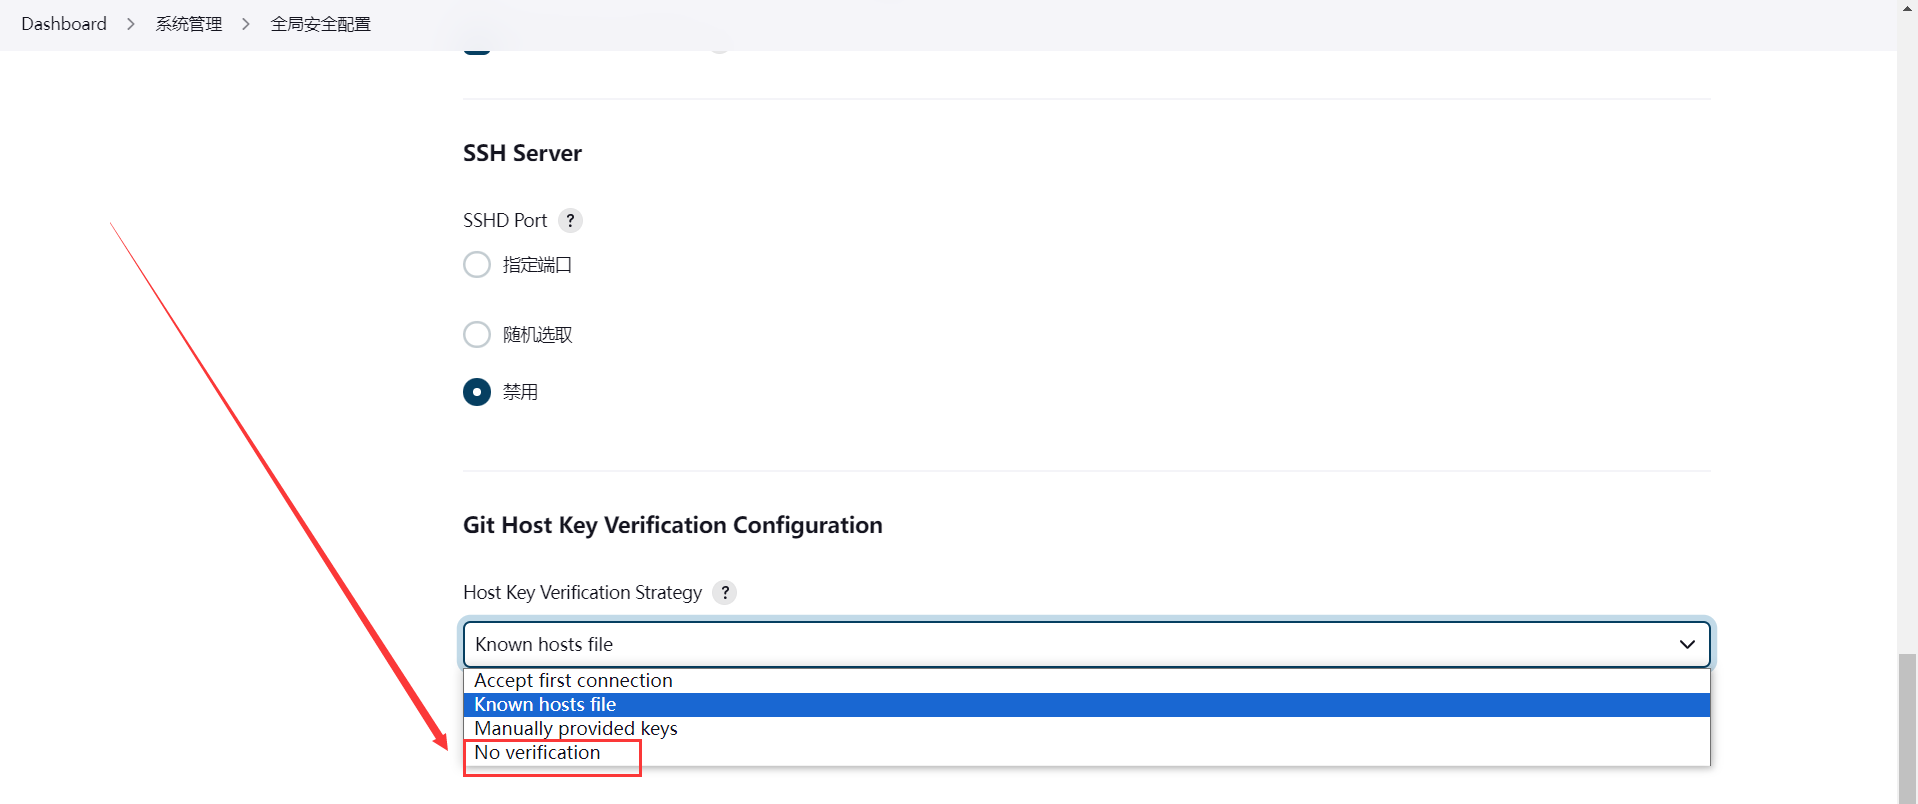 Dashboard > 系统管理 > 全局安全配置
SSH Server
SSHD Port ?
指定端口
随机选取
禁用
Git Host Key Verification Configuration
Host Key Verification Strategy ?
Known hosts file
Accept first connection
Known hosts file
Manually provided keys
No verification